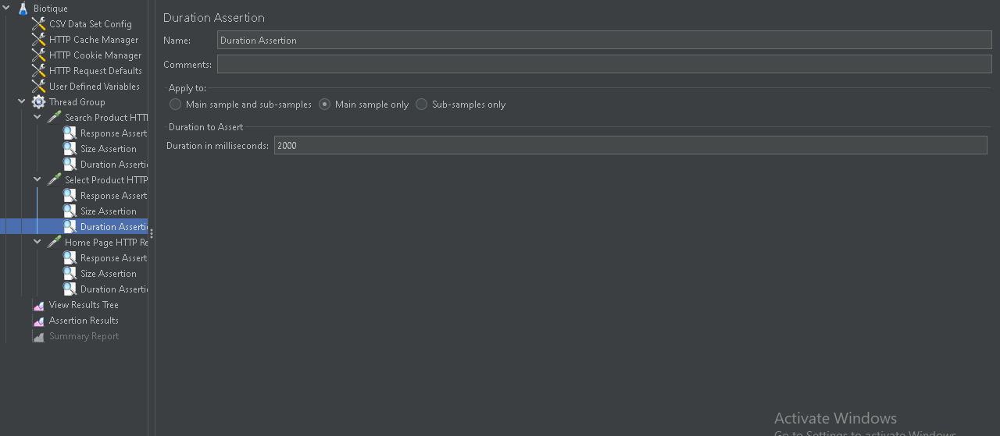 Biotique
CSV Data Set Config
HTTP Cache Manager
HTTP Cookie Manager
HTTP Request Defaults
User Defined Variables
Thread Group
Search Product HTT
Response Assert
Size Assertion
Duration Asserti
Select Product HTTP
Response Assert
Size Assertion
Duration Asserti
Home Page HTTP Re
Response Assert
Size Assertion
Duration Asserti
View Results Tree
Assertion Results
Summary Report
Duration Assertion
Name: Duration Assertion
Comments:
Apply to:
Main sample and sub-samples Main sample only Sub-samples only
Duration to Assert
Duration in milliseconds: 2000
Activate Windows
Go to Settings to activate Windows.